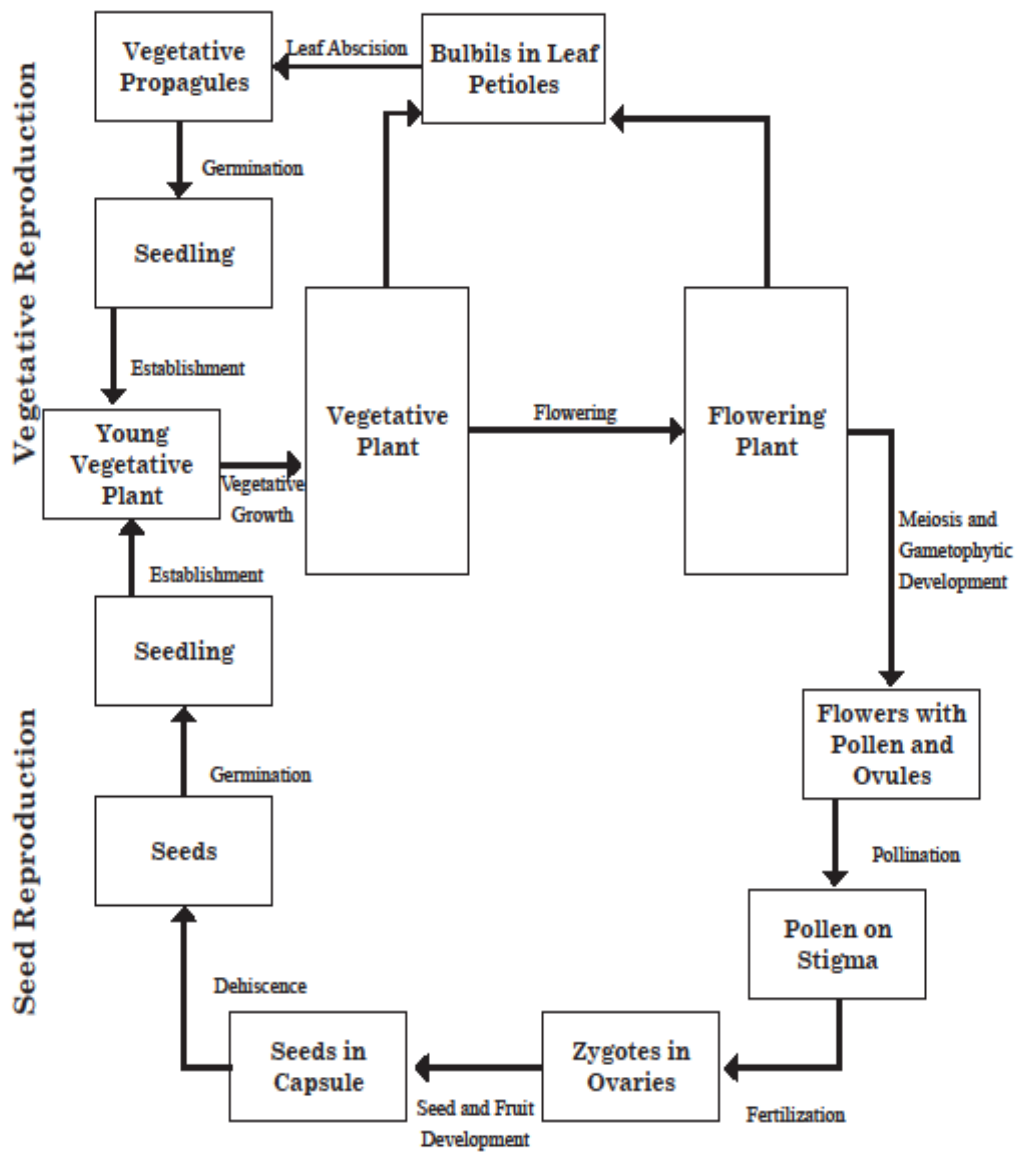 Vegetative Reproduction
Vegetative
Propagules
Leaf Abscision
Bulbils in Leaf
Petioles
Germination
Seedling
Establishment
Young
Vegetative
Plant
Vegetative
Growth
Vegetative
Plant
Flowering
Flowering
Plant
Meiosis and
Gametophytic
Development
Flowers with
Pollen and
Ovules
Pollination
Pollen on
Stigma
Fertilization
Zygotes in
Ovaries
Seed and Fruit
Development
Seeds in
Capsule
Dehiscence
Seeds
Germination
Seedling
Establishment
Seed Reproduction